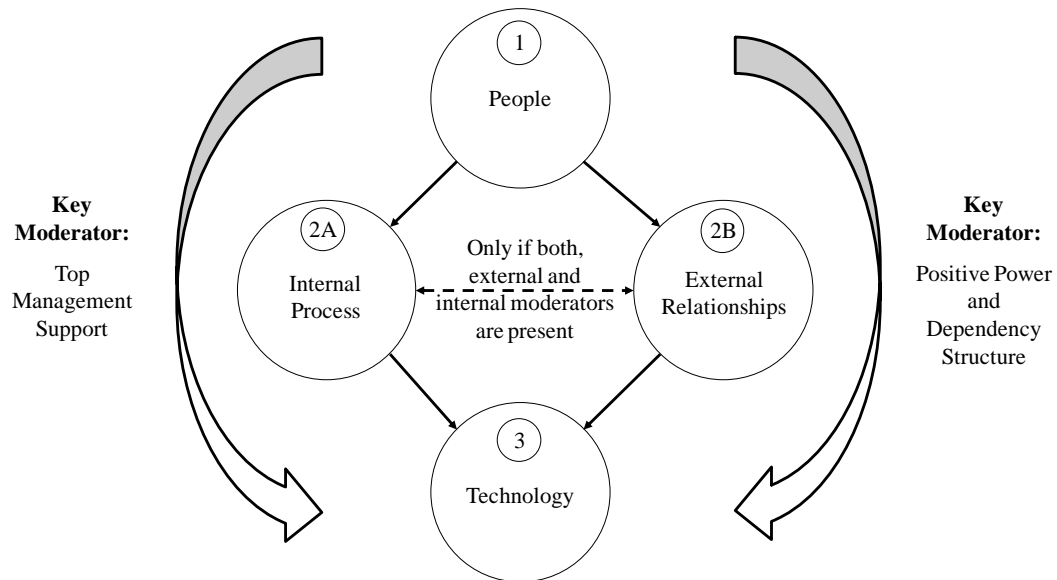 1
People
Key
Moderator:
Top
Management
Support
2A
Internal
Process
Only if both,
external and
internal moderators
are present
2B
External
Relationships
Key
Moderator:
Positive Power
and
Dependency
Structure
3
Technology